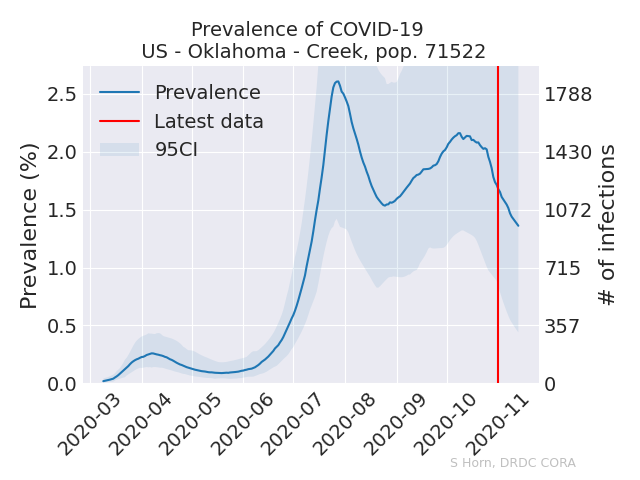 Prevalence of COVID-19
US - Oklahoma - Creek, pop. 71522
Prevalence (%)
2.5
2.0
1.5
1.0
0.5
0.0
Prevalence
Latest data
95CI
1788
1430
1072
715
357
0
# of infections
2020-03
2020-04
2020-05
2020-06
2020-07
2020-08
2020-09
2020-10
2020-11
S Horn, DRDC CORA